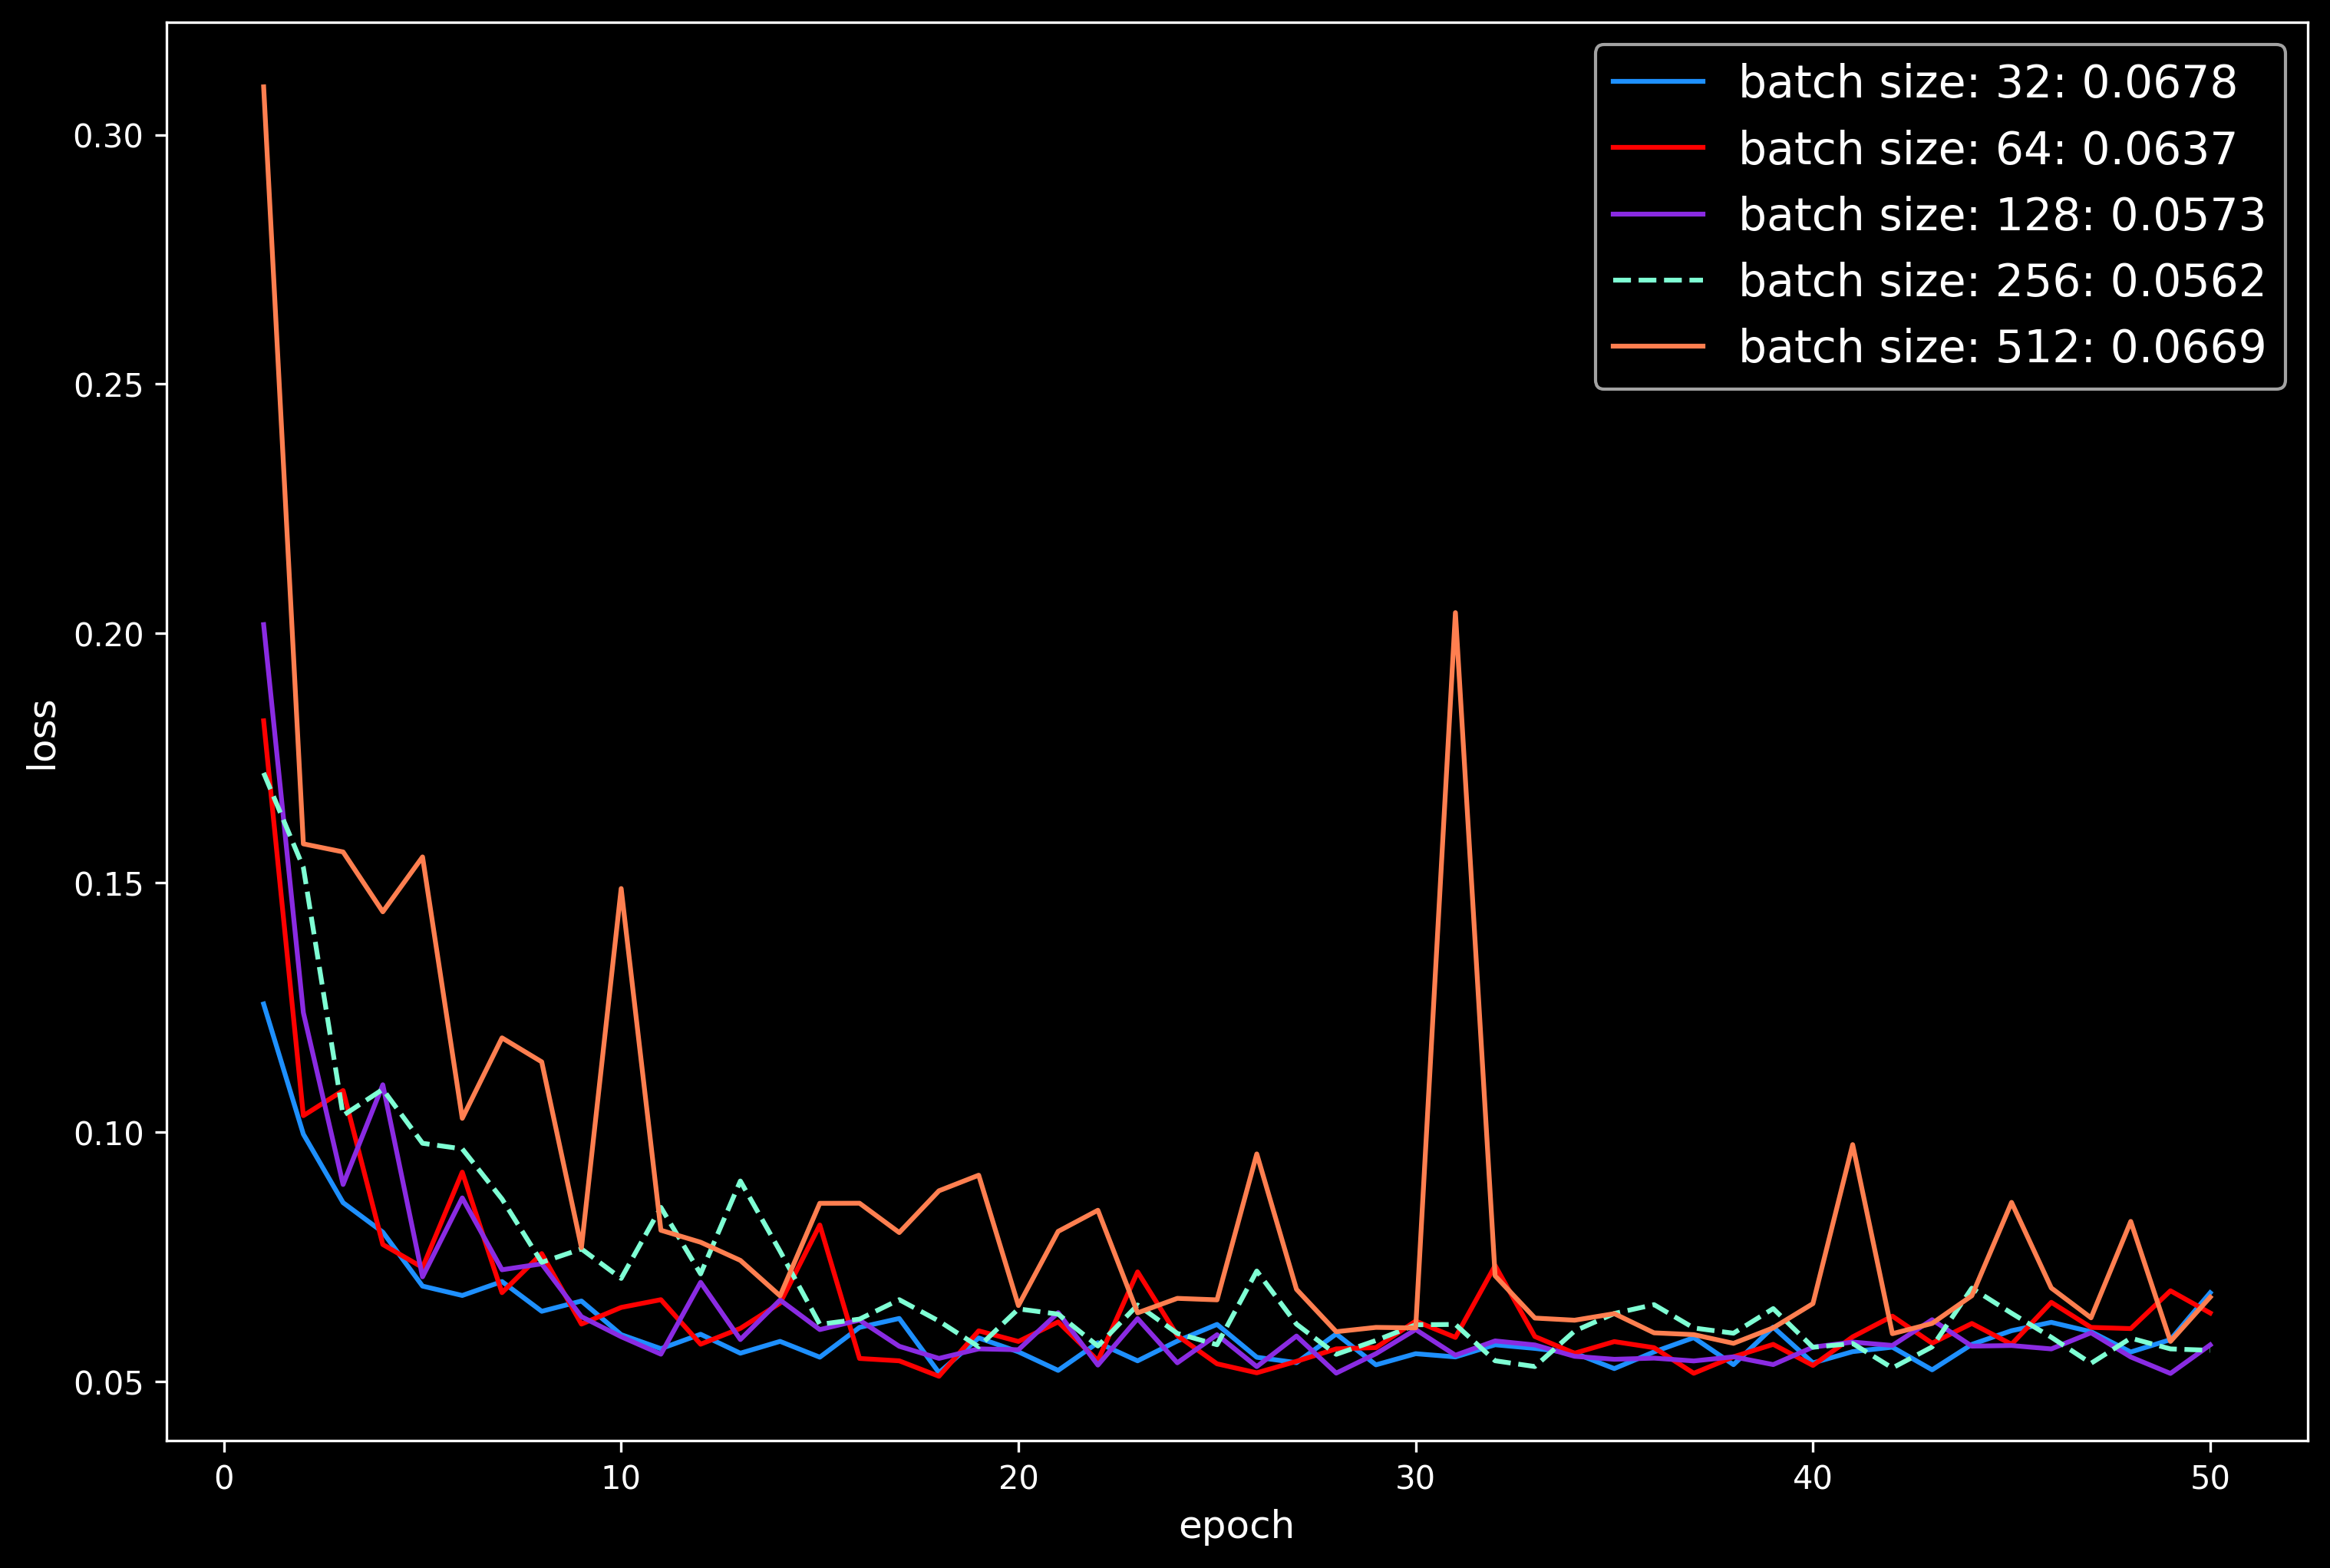 batch size: 32: 0.0678
batch size: 64: 0.0637
batch size: 128: 0.0573
batch size: 256: 0.0562
batch size: 512: 0.0669
0.30
0.25
0.20
0.15
0.10
0.05
loss
0 10 20 30 40 50
epoch